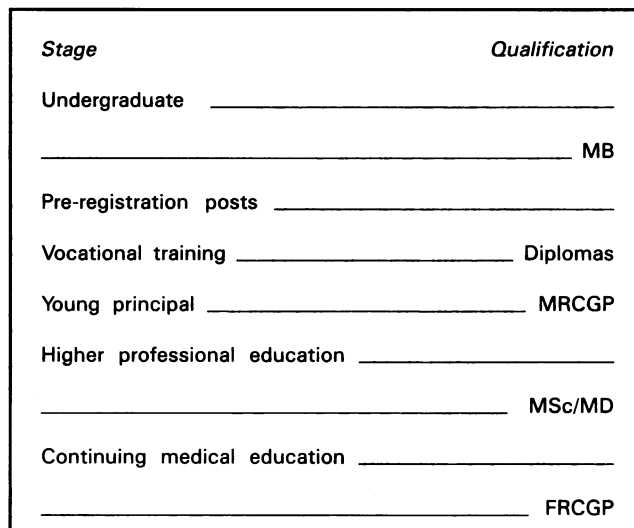 Stage Qualification
Undergraduate
MB
Pre-registration posts
Vocational training Diplomas
Young principal MRCGP
Higher professional education
MSc/MD
Continuing medical education
FRCGP